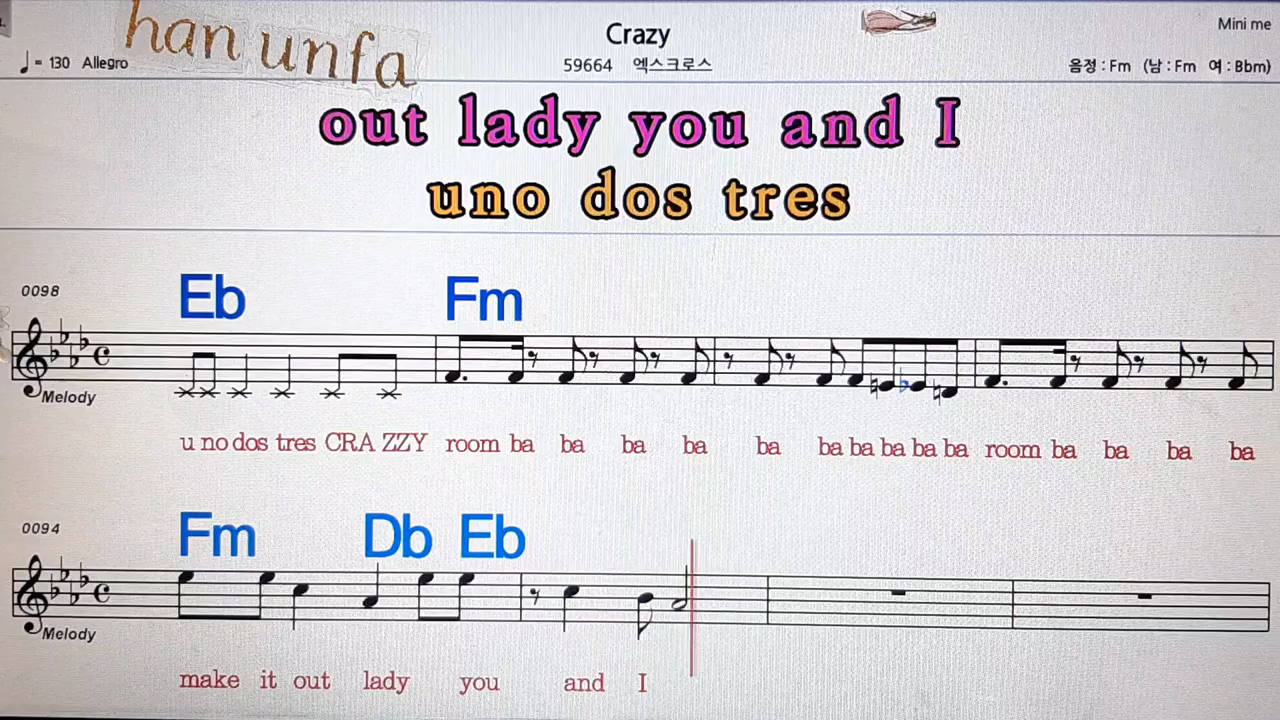 han unfa
Crazy
Mini me
♩ = 130 Allegro
59664 엑스크로스
음정 : Fm (남 : Fm 여 : Bbm)
out lady you and I
uno dos tres
Eb Fm
0098
Melody
u no dos tres CRA ZZY room ba ba ba ba ba ba ba ba ba ba room ba ba ba ba
Fm Db Eb
0094
Melody
make it out lady you and I